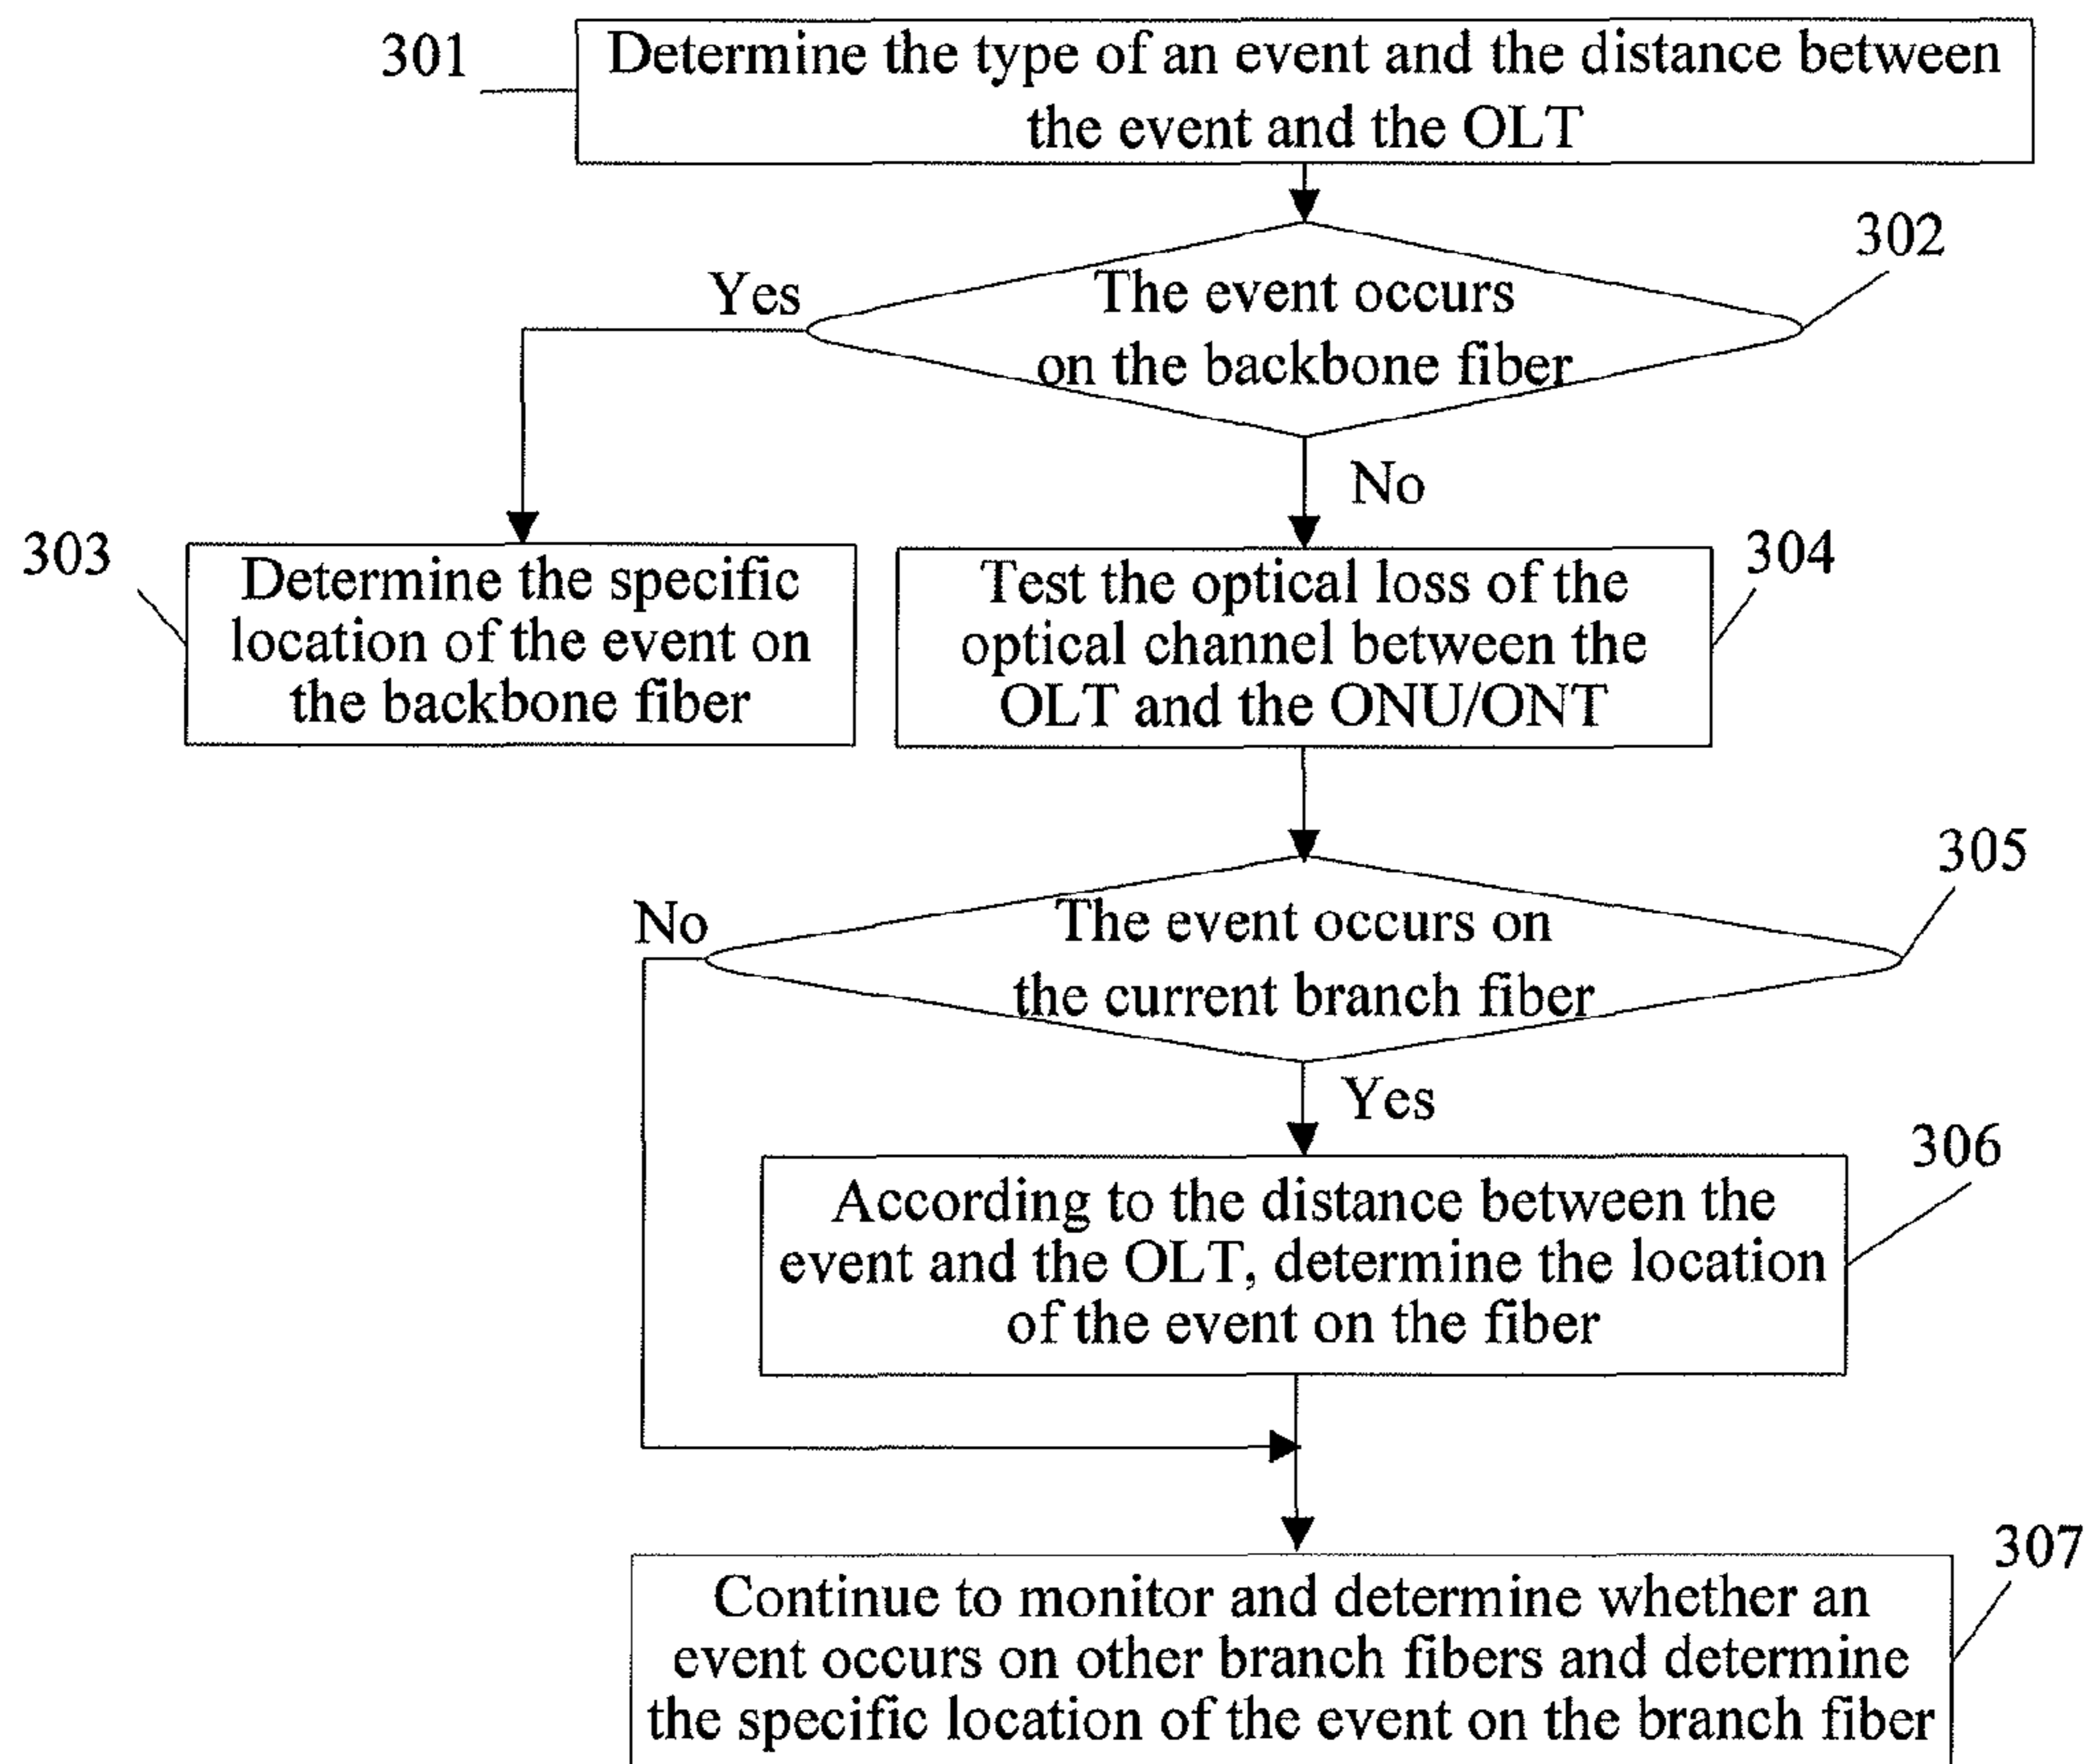 301
Determine the type of an event and the distance between
the event and the OLT
302
Yes
The event occurs
on the backbone fiber
No
303
Determine the specific
location of the event on
the backbone fiber
304
Test the optical loss of the
optical channel between the
OLT and the ONU/ONT
305
No
The event occurs on
the current branch fiber
Yes
306
According to the distance between the
event and the OLT, determine the location
of the event on the fiber
307
Continue to monitor and determine whether an
event occurs on other branch fibers and determine
the specific location of the event on the branch fiber